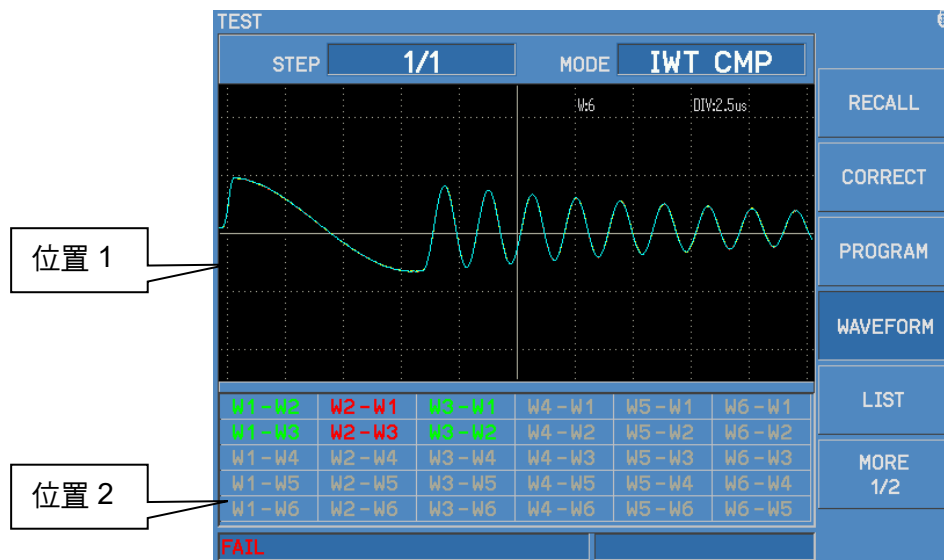 TEST
STEP 1/1 MODE IWT CMP
W:6 DIV:2.5us
RECALL
CORRECT
PROGRAM
WAVEFORM
LIST
MORE
1/2
位置 1
位置 2
W1-W2 W2-W1 W3-W1 W4-W1 W5-W1 W6-W1
W1-W3 W2-W3 W3-W2 W4-W2 W5-W2 W6-W2
W1-W4 W2-W4 W3-W4 W4-W3 W5-W3 W6-W3
W1-W5 W2-W5 W3-W5 W4-W5 W5-W4 W6-W4
W1-W6 W2-W6 W3-W6 W4-W6 W5-W6 W6-W5
FAIL